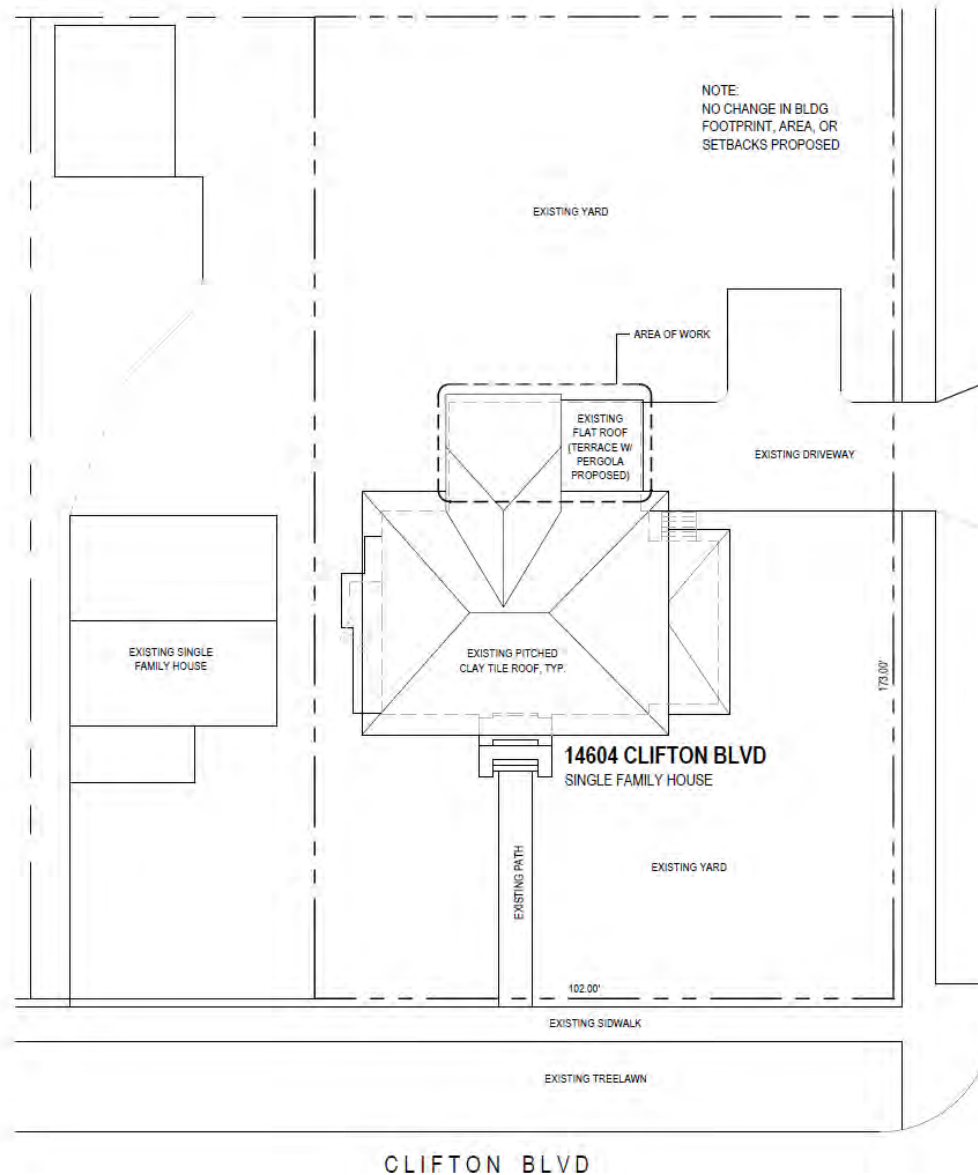 NOTE:
NO CHANGE IN BLDG
FOOTPRINT, AREA, OR
SETBACKS PROPOSED
EXISTING YARD
AREA OF WORK
EXISTING
FLAT ROOF
(TERRACE W/
PERGOLA
PROPOSED)
EXISTING DRIVEWAY
EXISTING SINGLE
FAMILY HOUSE
EXISTING PITCHED
CLAY TILE ROOF, TYP.
173.00'
14604 CLIFTON BLVD
SINGLE FAMILY HOUSE
EXISTING PATH
EXISTING YARD
102.00'
EXISTING SIDWALK
EXISTING TREELAWN
CLIFTON BLVD